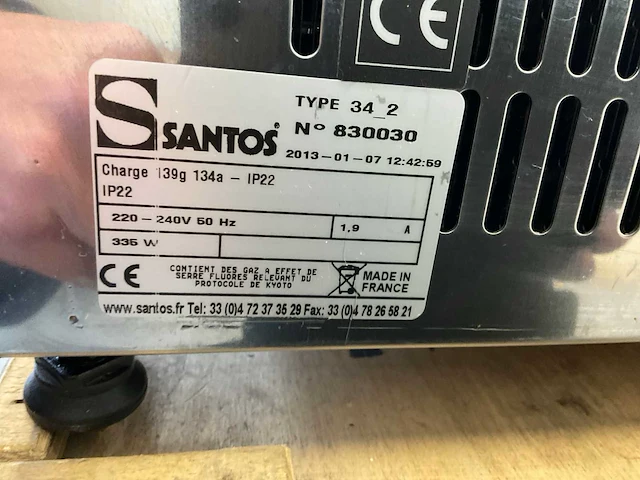 CE
S SANTOS
TYPE 34_2
N° 830030
2013-01-07 12:42:59
Charge 139g 134a - IP22
IP22
220 - 240V 50 Hz 1,9 A
335 W
CE
CONTIENT DES GAZ A EFFET DE
SERRE FLUORES RELEVANT DU
PROTOCOLE DE KYOTO
MADE IN
FRANCE
www.santos.fr Tel: 33 (0)4 72 37 35 29 Fax: 33 (0)4 78 26 58 21